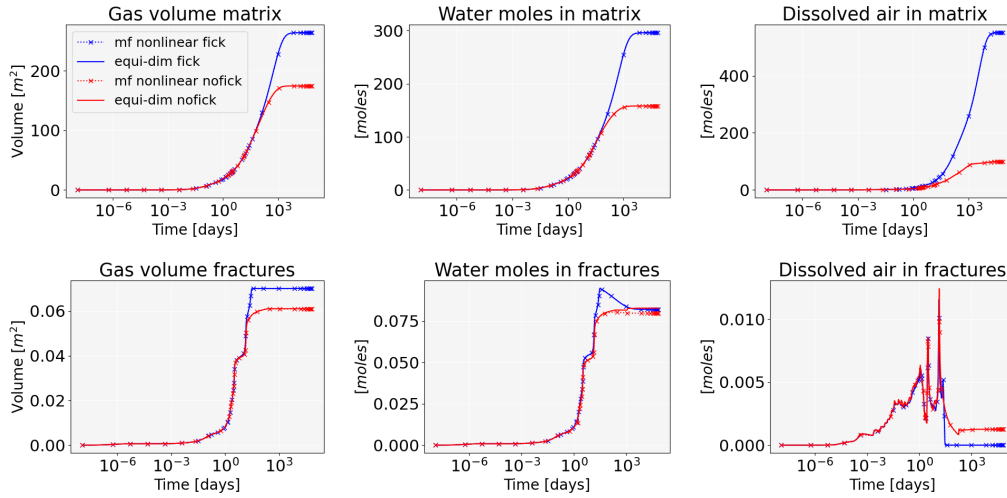 Gas volume matrix
Water moles in matrix
Dissolved air in matrix
Volume [m²]
200
100
0
mf nonlinear fick
equi-dim fick
mf nonlinear nofick
equi-dim nofick
10⁻⁶ 10⁻³ 10⁰ 10³
Time [days]
[moles]
300
200
100
0
10⁻⁶ 10⁻³ 10⁰ 10³
Time [days]
[moles]
400
200
0
10⁻⁶ 10⁻³ 10⁰ 10³
Time [days]
Gas volume fractures
Water moles in fractures
Dissolved air in fractures
Volume [m²]
0.06
0.04
0.02
0.00
10⁻⁶ 10⁻³ 10⁰ 10³
Time [days]
[moles]
0.075
0.050
0.025
0.000
10⁻⁶ 10⁻³ 10⁰ 10³
Time [days]
[moles]
0.010
0.005
0.000
10⁻⁶ 10⁻³ 10⁰ 10³
Time [days]